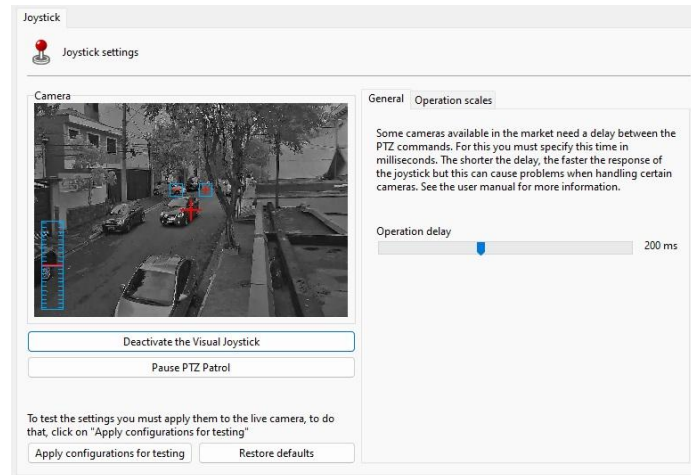 Joystick
Joystick settings
Camera
Deactivate the Visual Joystick
Pause PTZ Patrol
To test the settings you must apply them to the live camera, to do
that, click on "Apply configurations for testing"
Apply configurations for testing
Restore defaults
General
Operation scales
Some cameras available in the market need a delay between the
PTZ commands. For this you must specify this time in
milliseconds. The shorter the delay, the faster the response of
the joystick but this can cause problems when handling certain
cameras. See the user manual for more information.
Operation delay
200 ms